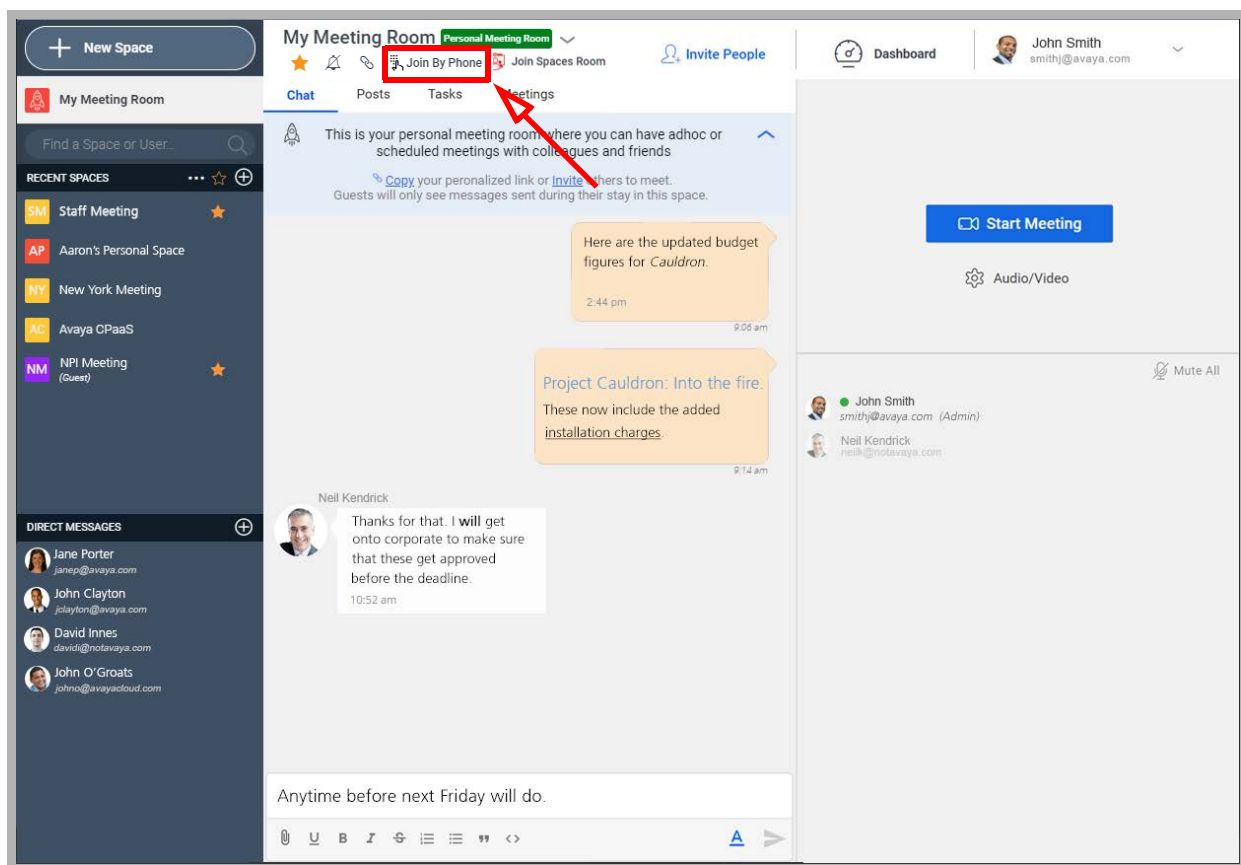 New Space
My Meeting Room
Find a Space or User...
RECENT SPACES
SM Staff Meeting
AP Aaron's Personal Space
NY New York Meeting
AC Avaya CPaaS
NM NPI Meeting
(Guest)
DIRECT MESSAGES
Jane Porter
janep@avaya.com
John Clayton
jclayton@avaya.com
David Innes
davidi@notavaya.com
John O'Groats
johno@avayacloud.com
My Meeting Room Personal Meeting Room
Join By Phone Join Spaces Room
Invite People
Chat Posts Tasks Meetings
This is your personal meeting room where you can have adhoc or
scheduled meetings with colleagues and friends
Copy your peronalized link or Invite others to meet.
Guests will only see messages sent during their stay in this space.
Here are the updated budget
figures for Cauldron.
2:44 pm
9:06 am
Project Cauldron: Into the fire.
These now include the added
installation charges.
9:14 am
Neil Kendrick
Thanks for that. I will get
onto corporate to make sure
that these get approved
before the deadline.
10:52 am
Anytime before next Friday will do.
U B I S A
Dashboard
John Smith
smithj@avaya.com
Start Meeting
Audio/Video
Mute All
John Smith
smithj@avaya.com (Admin)
Neil Kendrick
neilk@notavaya.com